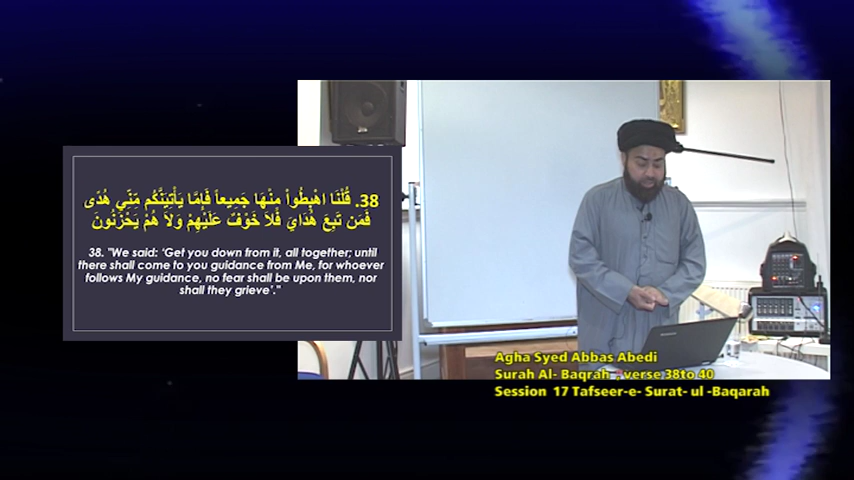 38. قُلْنَا اهْبِطُواْ مِنْهَا جَمِيعاً فَإِمَّا يَأْتِيَنَّكُم مِّنِّي هُدًى
فَمَن تَبِعَ هُدَايَ فَلاَ خَوْفٌ عَلَيْهِمْ وَلاَ هُمْ يَحْزَنُونَ
38. "We said: ‘Get you down from it, all together; until
there shall come to you guidance from Me, for whoever
follows My guidance, no fear shall be upon them, nor
shall they grieve’."
Agha Syed Abbas Abedi
Surah Al- Baqrah , verse 38to 40
Session 17 Tafseer-e- Surat- ul -Baqarah